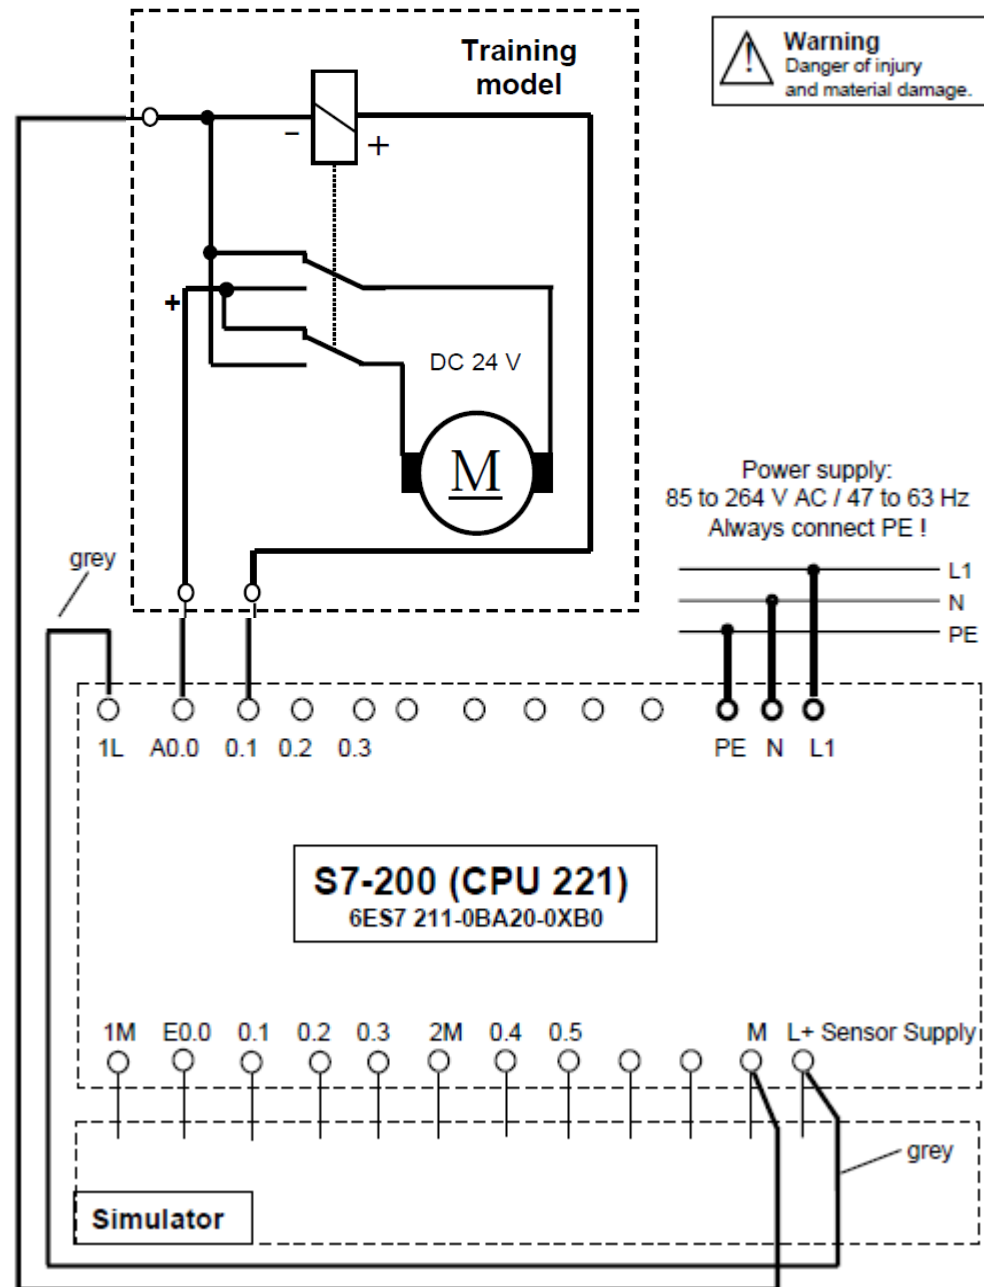 Training
model
Warning
Danger of injury
and material damage.
!
−
+
+
DC 24 V
M
Power supply:
85 to 264 V AC / 47 to 63 Hz
Always connect PE !
grey
L1
N
PE
1L A0.0 0.1 0.2 0.3 PE N L1
S7-200 (CPU 221)
6ES7 211-0BA20-0XB0
1M E0.0 0.1 0.2 0.3 2M 0.4 0.5 M L+ Sensor Supply
grey
Simulator